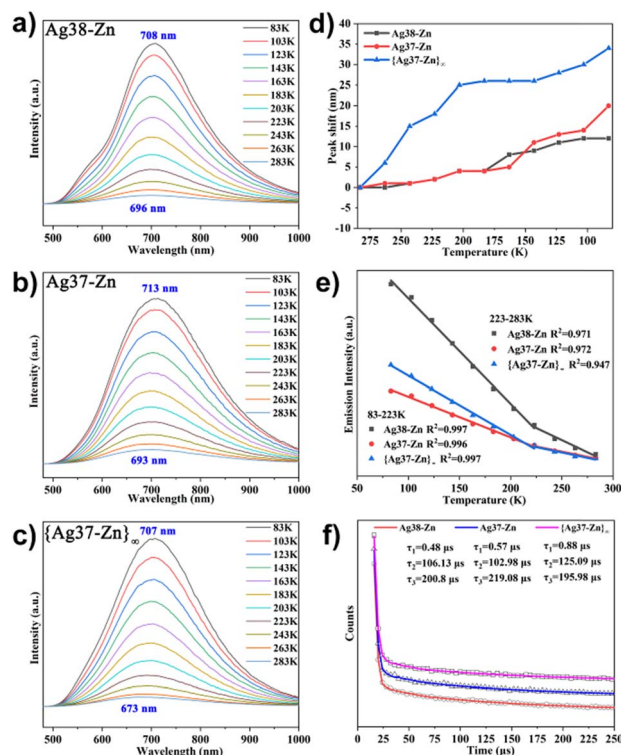 a)
Ag38-Zn
708 nm
83K
103K
123K
143K
163K
183K
203K
223K
243K
263K
283K
696 nm
Intensity (a.u.)
500 600 700 800 900 1000
Wavelength (nm)
b)
Ag37-Zn
713 nm
83K
103K
123K
143K
163K
183K
203K
223K
243K
263K
283K
693 nm
Intensity (a.u.)
500 600 700 800 900 1000
Wavelength (nm)
c)
{Ag37-Zn}∞
707 nm
83K
103K
123K
143K
163K
183K
203K
223K
243K
263K
283K
673 nm
Intensity (a.u.)
500 600 700 800 900 1000
Wavelength (nm)
d)
Ag38-Zn
Ag37-Zn
{Ag37-Zn}∞
40
35
30
25
20
15
10
5
0
-5
-10
Peak shift (nm)
275 250 225 200 175 150 125 100
Temperature (K)
e)
223-283K
Ag38-Zn R²=0.971
Ag37-Zn R²=0.972
{Ag37-Zn}∞ R²=0.947
83-223K
Ag38-Zn R²=0.997
Ag37-Zn R²=0.996
{Ag37-Zn}∞ R²=0.997
Emission Intensity (a.u.)
50 100 150 200 250 300
Temperature (K)
f)
Ag38-Zn Ag37-Zn {Ag37-Zn}∞
τ1=0.48 μs τ1=0.57 μs τ1=0.88 μs
τ2=106.13 μs τ2=102.98 μs τ2=125.09 μs
τ3=200.8 μs τ3=219.08 μs τ3=195.98 μs
Counts
0 25 50 75 100 125 150 175 200 225 250
Time (μs)